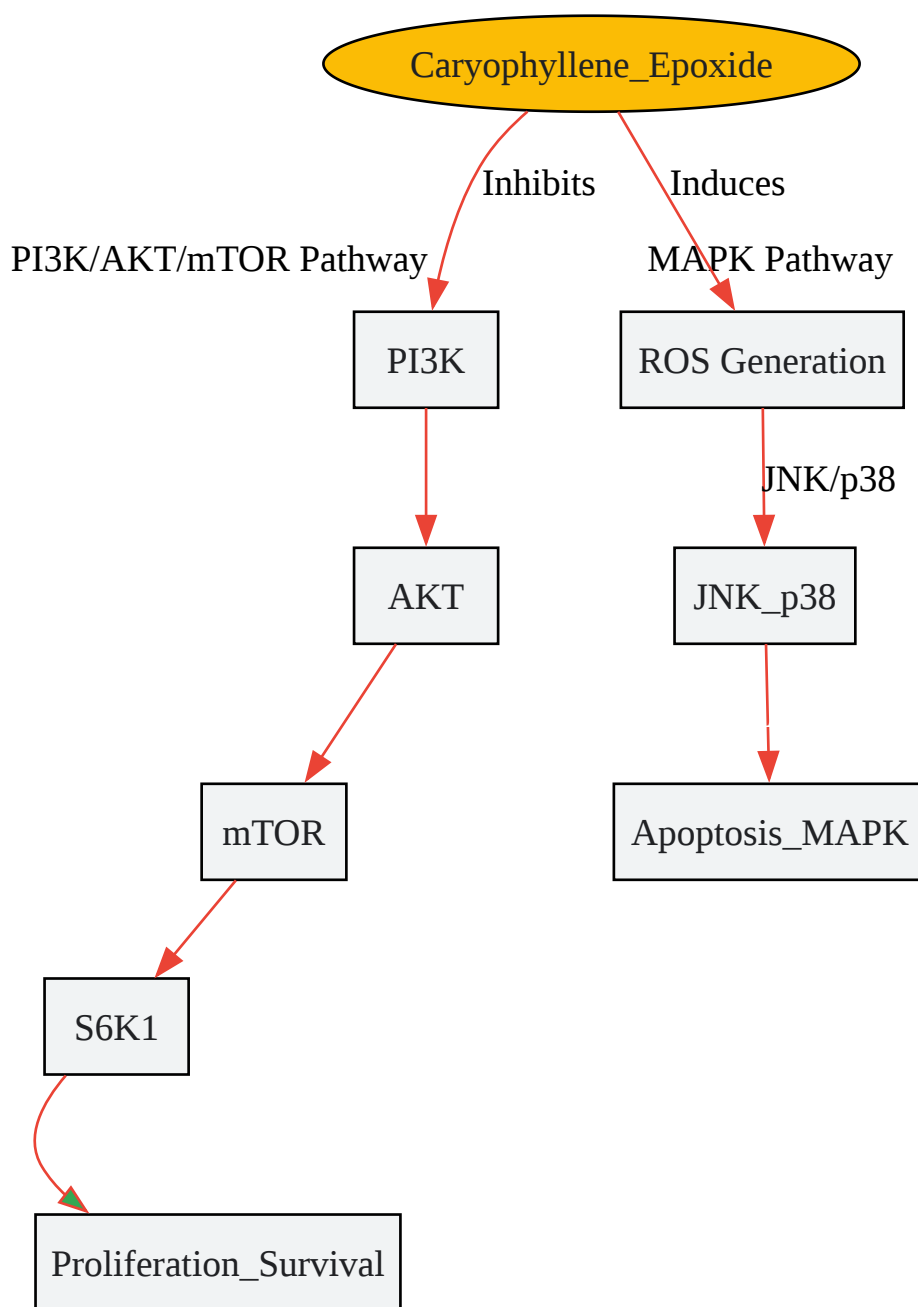 Caryophyllene_Epoxide
Inhibits
Induces
PI3K/AKT/mTOR Pathway
MAPK Pathway
PI3K
ROS Generation
JNK/p38
AKT
JNK_p38
mTOR
Apoptosis_MAPK
S6K1
Proliferation_Survival